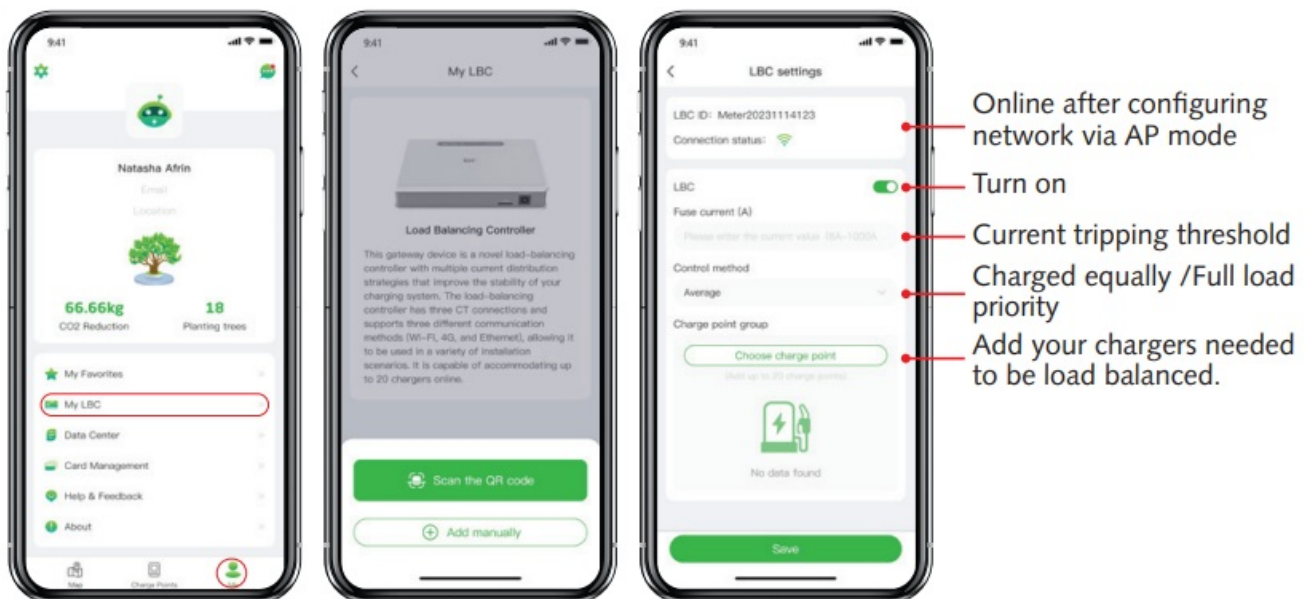 9:41
Natasha Afrin
Email
Location
66.66kg
18
CO2 Reduction
Planting trees
My Favorites
My LBC
Data Center
Card Management
Help & Feedback
About
Map
Charge Points
9:41
My LBC
Load Balancing Controller
This gateway device is a novel load-balancing
controller with multiple current distribution
strategies that improve the stability of your
charging system. The load-balancing
controller has three CT connections and
supports three different communication
methods (Wi-Fi, 4G, and Ethernet), allowing it
to be used in a variety of installation
scenarios. It is capable of accommodating up
to 20 chargers online.
Scan the QR code
Add manually
9:41
LBC settings
LBC ID: Meter20231114123
Connection status:
LBC
Fuse current (A)
Please enter the current value
Control method
Average
Charge point group
Choose charge point
(Add up to 20 charge points)
No data found
Save
Online after configuring
network via AP mode
Turn on
Current tripping threshold
Charged equally /Full load
priority
Add your chargers needed
to be load balanced.